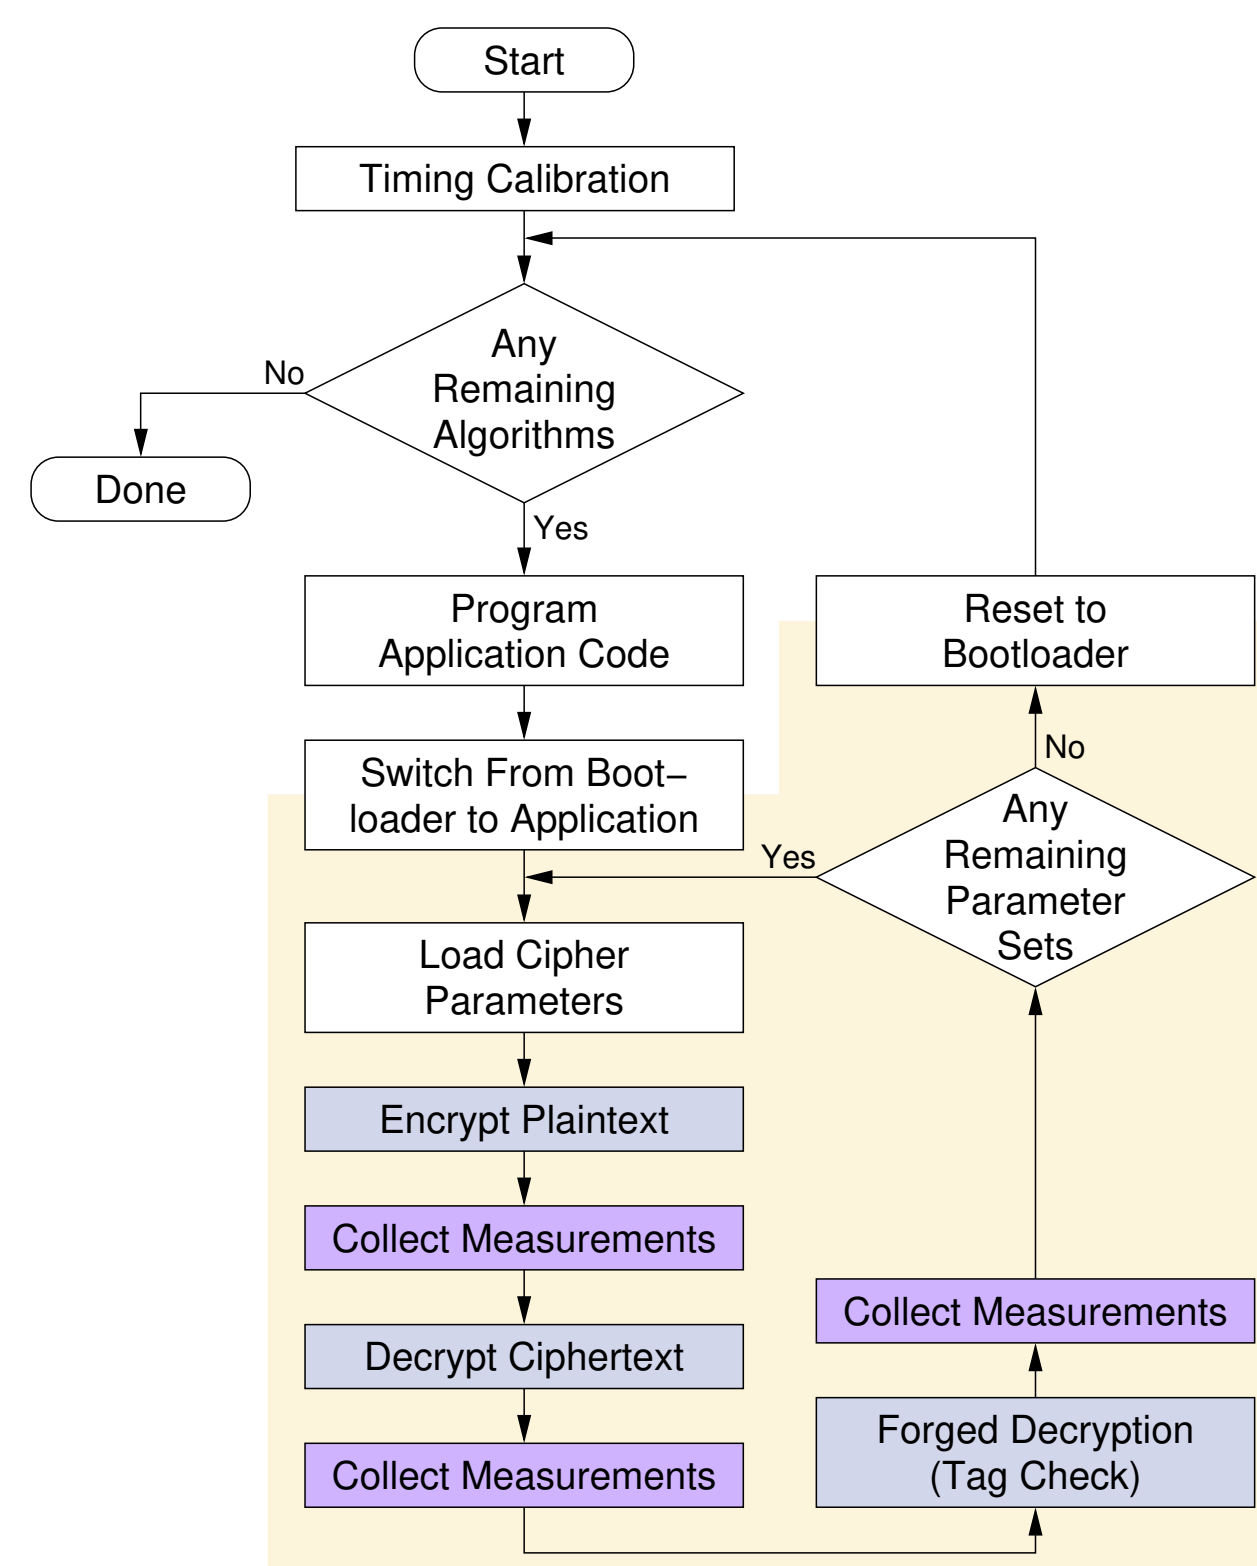 Start
Timing Calibration
Any
Remaining
Algorithms
No
Done
Yes
Program
Application Code
Switch From Boot–
loader to Application
Load Cipher
Parameters
Encrypt Plaintext
Collect Measurements
Decrypt Ciphertext
Collect Measurements
Forged Decryption
(Tag Check)
Collect Measurements
Any
Remaining
Parameter
Sets
Yes
No
Reset to
Bootloader